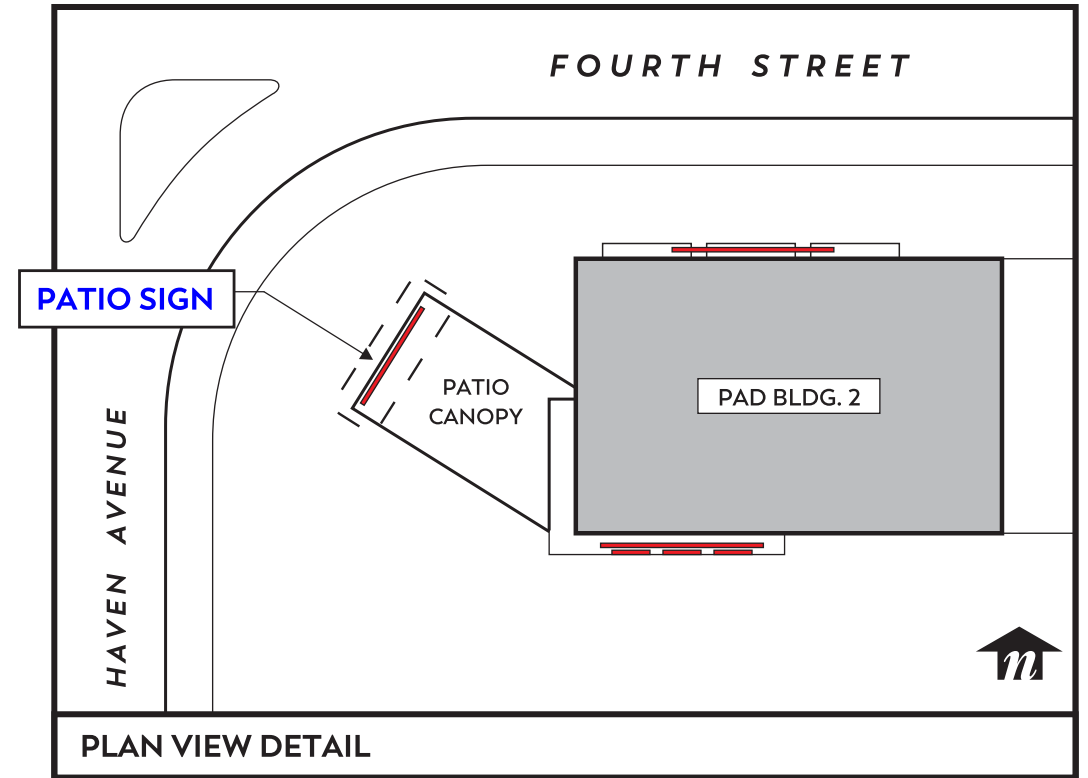 FOURTH STREET
PATIO SIGN
PATIO
CANOPY
PAD BLDG. 2
HAVEN AVENUE
n
PLAN VIEW DETAIL